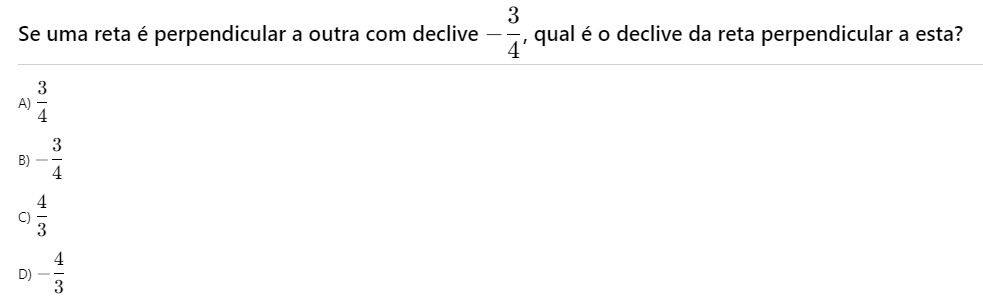 Se uma reta é perpendicular a outra com declive $-\frac{3}{4}$, qual é o declive da reta perpendicular a esta?
A) $\frac{3}{4}$
B) $-\frac{3}{4}$
C) $\frac{4}{3}$
D) $-\frac{4}{3}$